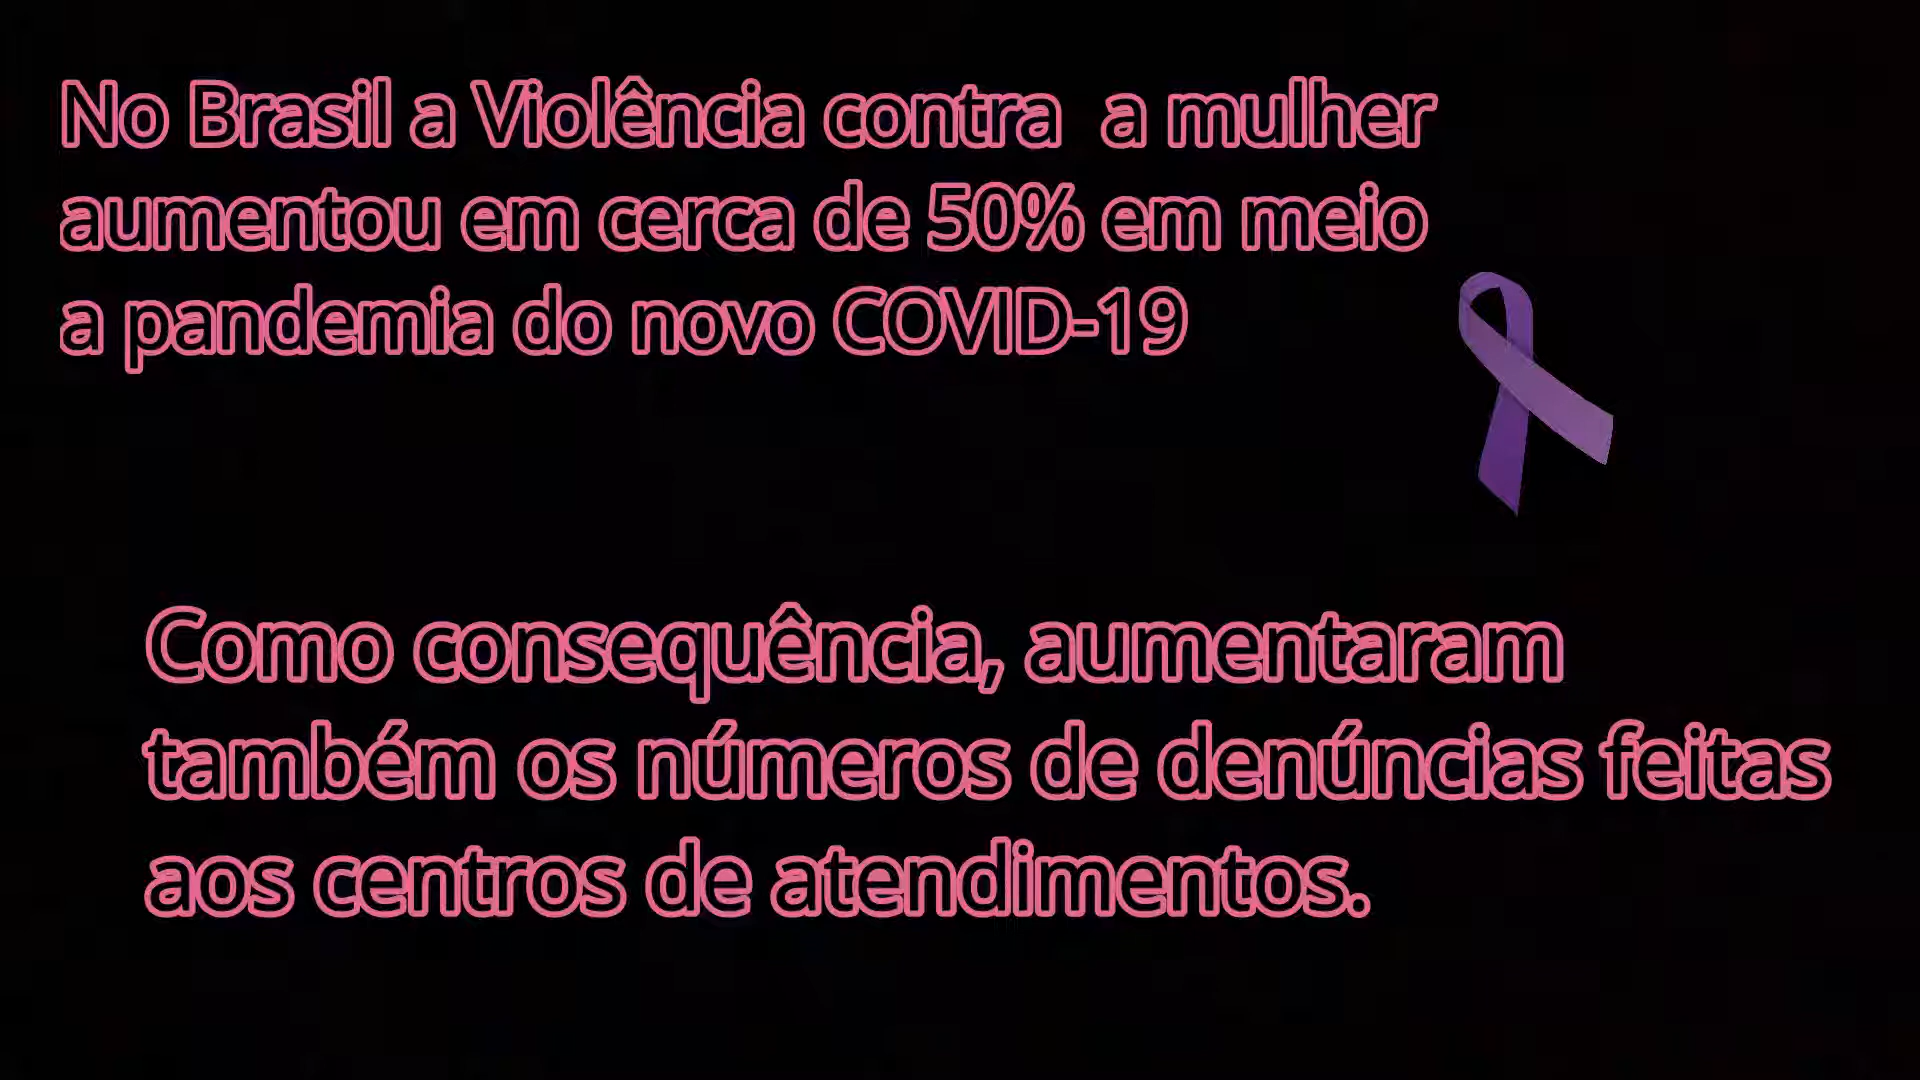 No Brasil a Violência contra  a mulher
aumentou em cerca de 50% em meio
a pandemia do novo COVID-19
Como consequência, aumentaram
também os números de denúncias feitas
aos centros de atendimentos.